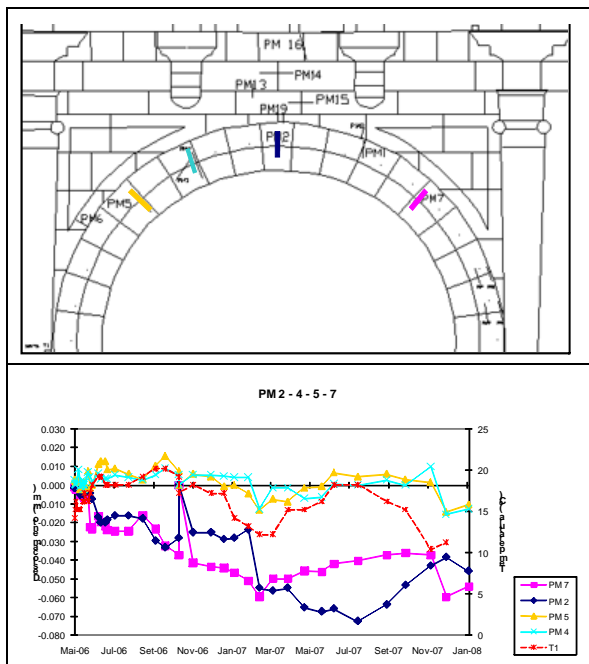 PM 16
PM14
PM13
PM15
PM19
PM2
PM1
PM5
PM7
PM6
PM 2 - 4 - 5 - 7
0.030
0.020
0.010
0.000
-0.010
-0.020
-0.030
-0.040
-0.050
-0.060
-0.070
-0.080
25
20
15
10
5
0
Mai-06 Jul-06 Set-06 Nov-06 Jan-07 Mar-07 Mai-07 Jul-07 Set-07 Nov-07 Jan-08
PM 7
PM 2
PM 5
PM 4
T1